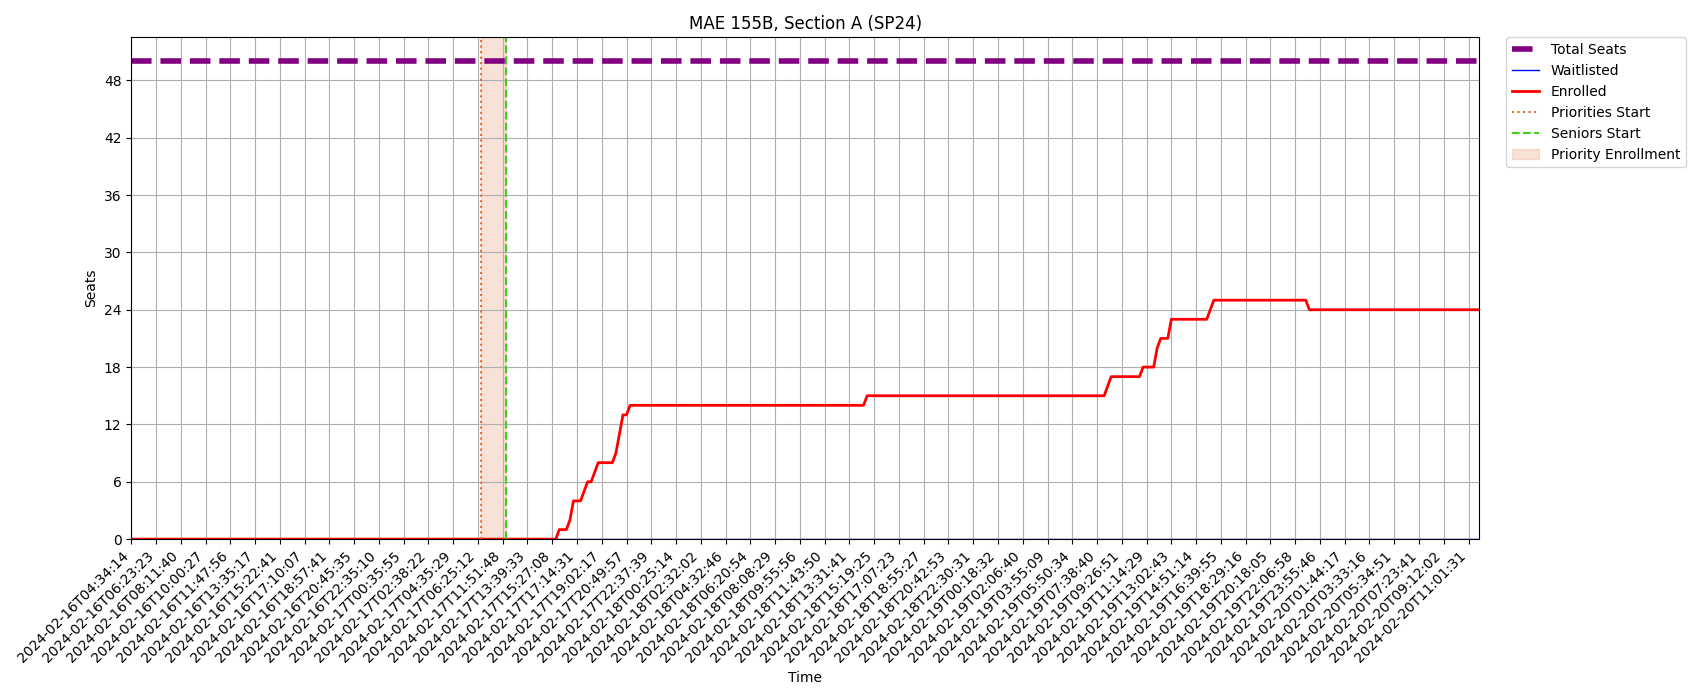 MAE 155B, Section A (SP24)
Total Seats
Waitlisted
Enrolled
Priorities Start
Seniors Start
Priority Enrollment
Seats
48
42
36
30
24
18
12
6
0
2024-02-16T04:34:14
2024-02-16T06:23:23
2024-02-16T08:11:40
2024-02-16T10:00:27
2024-02-16T11:47:56
2024-02-16T13:35:17
2024-02-16T15:22:41
2024-02-16T17:10:07
2024-02-16T18:57:41
2024-02-16T20:45:35
2024-02-16T22:35:10
2024-02-17T00:35:55
2024-02-17T02:38:22
2024-02-17T04:35:29
2024-02-17T06:25:12
2024-02-17T11:51:48
2024-02-17T13:39:33
2024-02-17T15:27:08
2024-02-17T17:14:31
2024-02-17T19:02:17
2024-02-17T20:49:57
2024-02-17T22:37:39
2024-02-18T00:25:14
2024-02-18T02:32:02
2024-02-18T04:32:46
2024-02-18T06:20:54
2024-02-18T08:08:29
2024-02-18T09:55:56
2024-02-18T11:43:50
2024-02-18T13:31:41
2024-02-18T15:19:25
2024-02-18T17:07:23
2024-02-18T18:55:27
2024-02-18T20:42:53
2024-02-18T22:30:31
2024-02-19T00:18:32
2024-02-19T02:06:40
2024-02-19T03:55:09
2024-02-19T05:50:34
2024-02-19T07:38:40
2024-02-19T09:26:51
2024-02-19T11:14:29
2024-02-19T13:02:43
2024-02-19T14:51:14
2024-02-19T16:39:55
2024-02-19T18:29:16
2024-02-19T20:18:05
2024-02-19T22:06:58
2024-02-19T23:55:46
2024-02-20T01:44:17
2024-02-20T03:33:16
2024-02-20T05:34:51
2024-02-20T07:23:41
2024-02-20T09:12:02
2024-02-20T11:01:31
Time